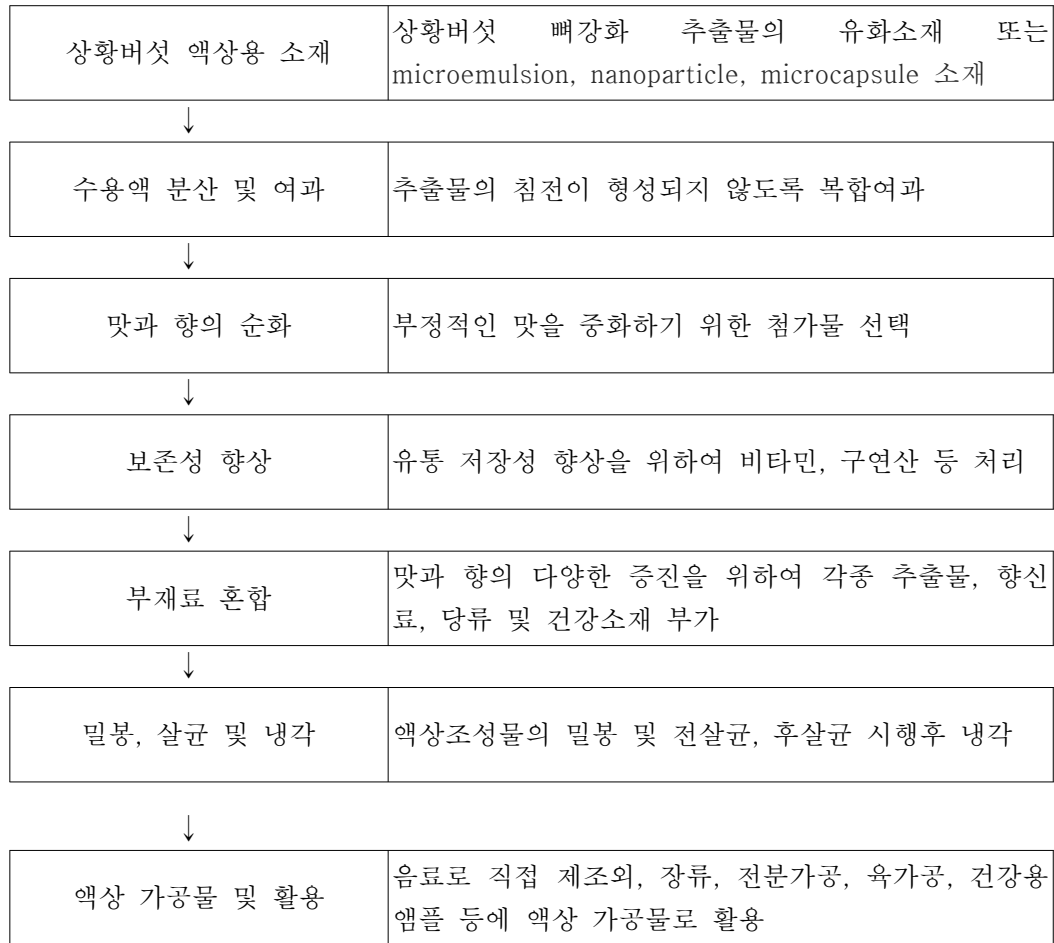 상황버섯 액상용 소재
상황버섯 뼈강화 추출물의 유화소재 또는
microemulsion, nanoparticle, microcapsule 소재
↓
수용액 분산 및 여과
추출물의 침전이 형성되지 않도록 복합여과
↓
맛과 향의 순화
부정적인 맛을 중화하기 위한 첨가물 선택
↓
보존성 향상
유통 저장성 향상을 위하여 비타민, 구연산 등 처리
↓
부재료 혼합
맛과 향의 다양한 증진을 위하여 각종 추출물, 향신
료, 당류 및 건강소재 부가
↓
밀봉, 살균 및 냉각
액상조성물의 밀봉 및 전살균, 후살균 시행후 냉각
↓
액상 가공물 및 활용
음료로 직접 제조외, 장류, 전분가공, 육가공, 건강용
앰플 등에 액상 가공물로 활용